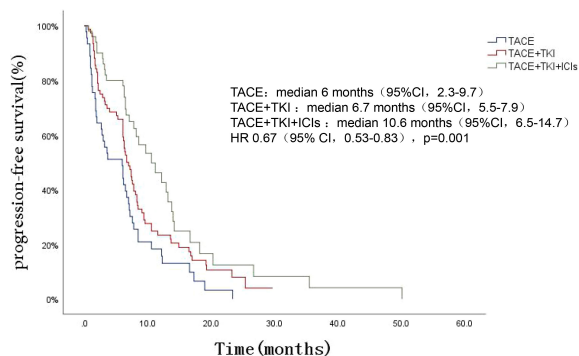 100%
80%
60%
40%
20%
0%
progression-free survival(%)
TACE
TACE+TKI
TACE+TKI+ICIs
TACE：median 6 months（95%CI，2.3-9.7）
TACE+TKI：median 6.7 months（95%CI，5.5-7.9）
TACE+TKI+ICIs：median 10.6 months（95%CI，6.5-14.7）
HR 0.67（95% CI，0.53-0.83），p=0.001
.0 10.0 20.0 30.0 40.0 50.0 60.0
Time(months)